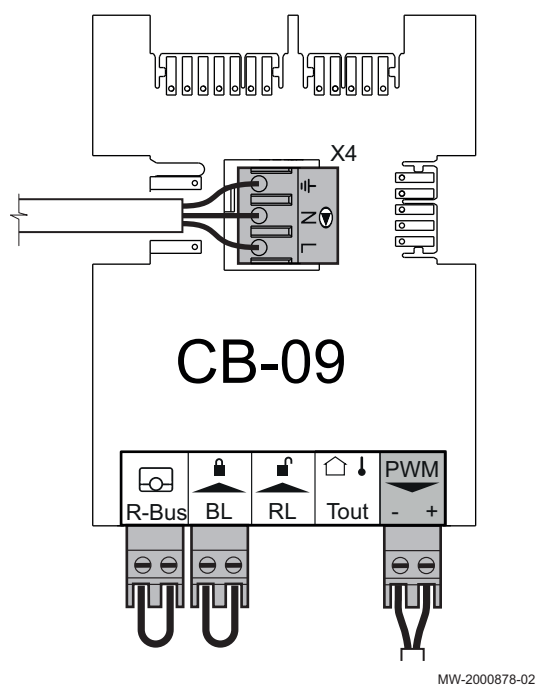 X4
N
L
CB-09
PWM
R-Bus BL RL Tout - +
MW-2000878-02